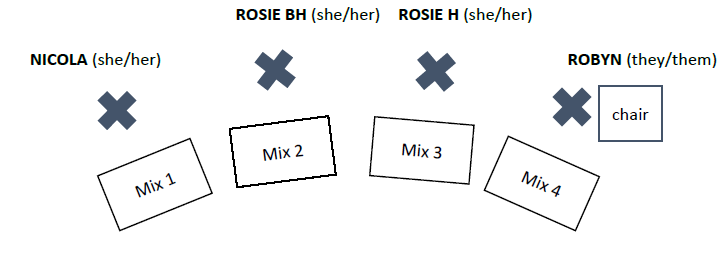 ROSIE BH (she/her)
ROSIE H (she/her)
NICOLA (she/her)
ROBYN (they/them)
chair
Mix 1
Mix 2
Mix 3
Mix 4